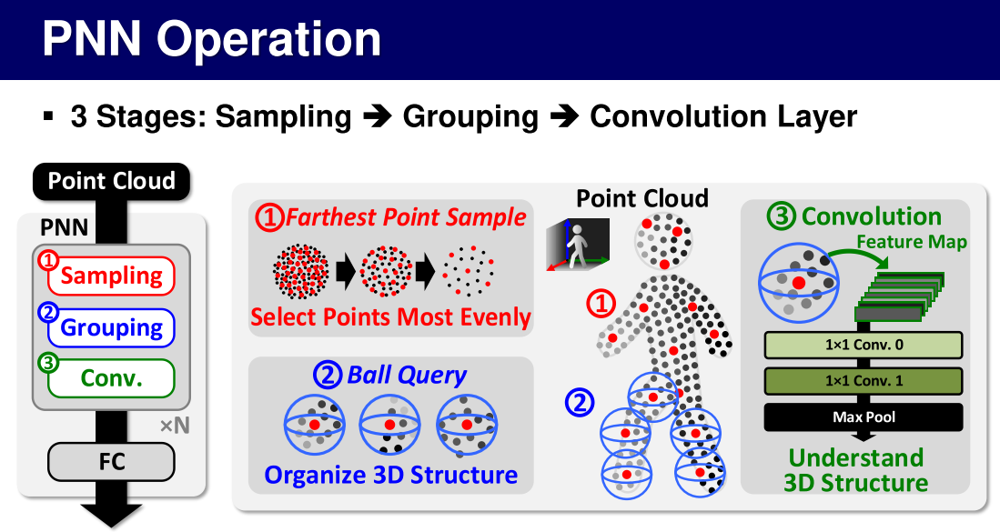 PNN Operation
▪ 3 Stages: Sampling ➔ Grouping ➔ Convolution Layer
Point Cloud
PNN
① Sampling
② Grouping
③ Conv.
×N
FC
① Farthest Point Sample
Select Points Most Evenly
② Ball Query
Organize 3D Structure
Point Cloud
①
②
③ Convolution
Feature Map
1×1 Conv. 0
1×1 Conv. 1
Max Pool
Understand
3D Structure